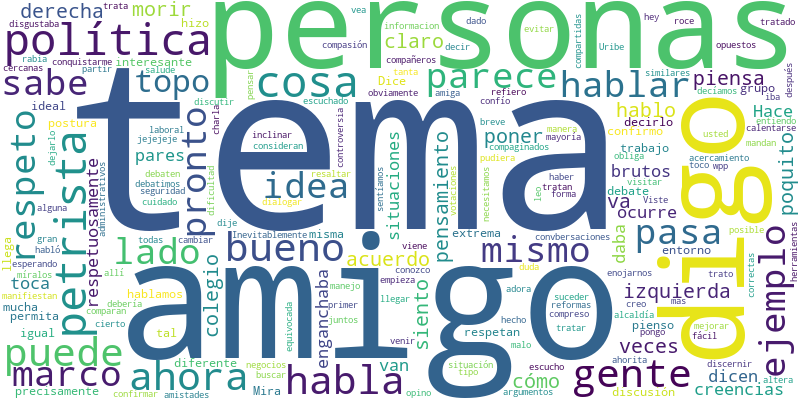 tema
amigo
personas
digo
política
petrista
puede
ahora
habla
gente
ejemplo
pasa
mismo
hablar
parece
cosa
topo
sabe
respeto
marco
lado
bueno
idea
pronto
claro
morir
derecha
poner
hablo
piensa
poquito
brutos
va
ocurre
izquierda
veces
dicen
creencias
cómo
van
siento
acuerdo
pensamiento
situaciones
enganchaba
colegio
toca
pares
respetuosamente
ideal
postura
interesante
hizo
trata
disgustaba
rabia
cercanas
conquistarme
partir
salude
compasión
vea
informacion
evitar
decir
compañeros
dado
hey
roce
tratado
opuestos
Uribe
compartidas
similares
refiero
confío
tanta
Dice
obviamente
amiga
grupo
iba
después
decíamos
entiendo
Hace
usted
calentarse
mandan
confirmo
decirlo
trabajo
obliga
visitar
debate
daba
entorno
acercamiento
toco
wpp
Viste
trato
posible
herramientas
correctas
altera
mejorar
fácil
discernir
más
creo
alcaldía
pienso
pongo
ahorita
discusión
enojarnos
adora
suceder
reformas
compreso
tratar
malo
respetan
hecho
argumentos
situación
tipo
opino
escucho
venir
llegar
juntos
primer
empieza
conozco
manejo
viene
misma
resaltar
Inevitablemente
dije
cambiar
todas
diferente
negocios
buscar
equivocada
duda
Mira
amistades
confirmar
precisamente
tal
hablamos
debería
comparan
allí
cierto
igual
permita
mucha
manifiestan
míralos
esperando
llega
habló
gran
alguna
dejarlo
administrativos
seguridad
cuidado
debatimos
debaten
laboral
jejejeje
discutir
pensar
escuchado
charla
inclinar
consideran
dificultad
dialogar
controversia
sentíamos
haber
tratan
forma
leo
extrema
convbersaciones
compaginados
votaciones
necesitamos
pudiera
manera
mayoría
breve